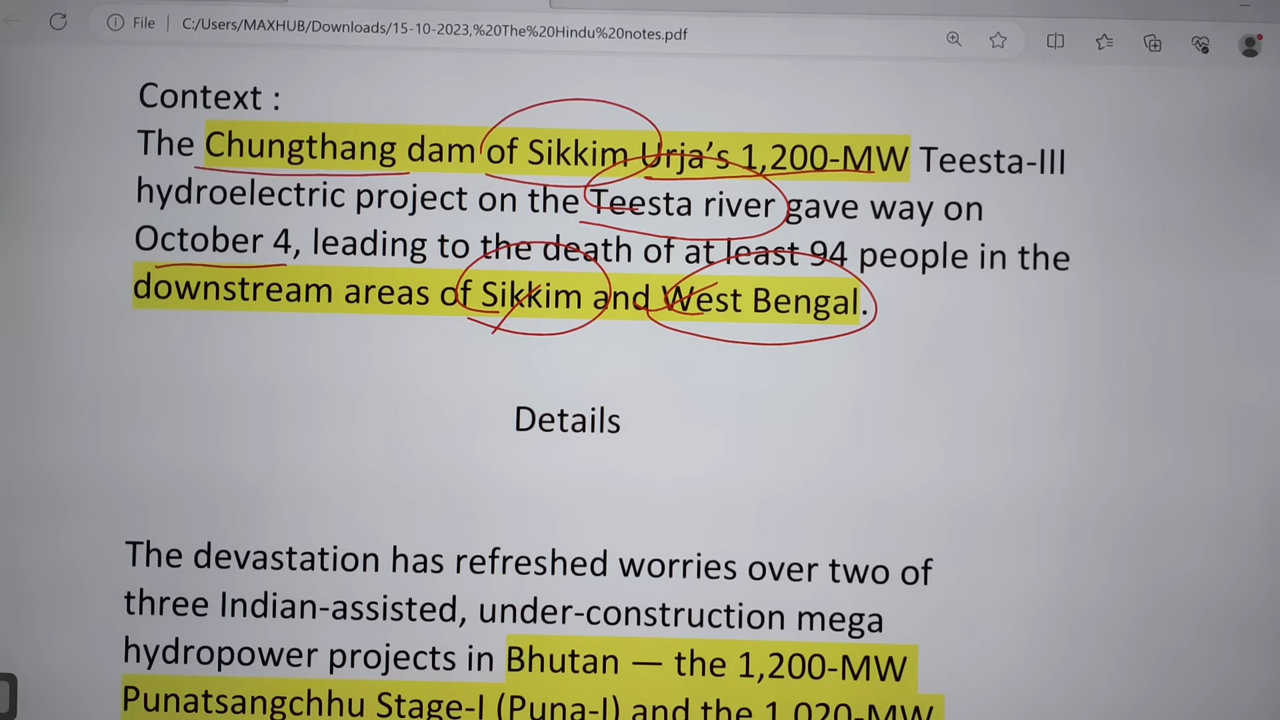 File | C:/Users/MAXHUB/Downloads/15-10-2023,%20The%20Hindu%20notes.pdf
Context :
The Chungthang dam of Sikkim Urja’s 1,200-MW Teesta-III
hydroelectric project on the Teesta river gave way on
October 4, leading to the death of at least 94 people in the
downstream areas of Sikkim and West Bengal.
Details
The devastation has refreshed worries over two of
three Indian-assisted, under-construction mega
hydropower projects in Bhutan — the 1,200-MW
Punatsangchhu Stage-I (Puna-I) and the 1,020-MW